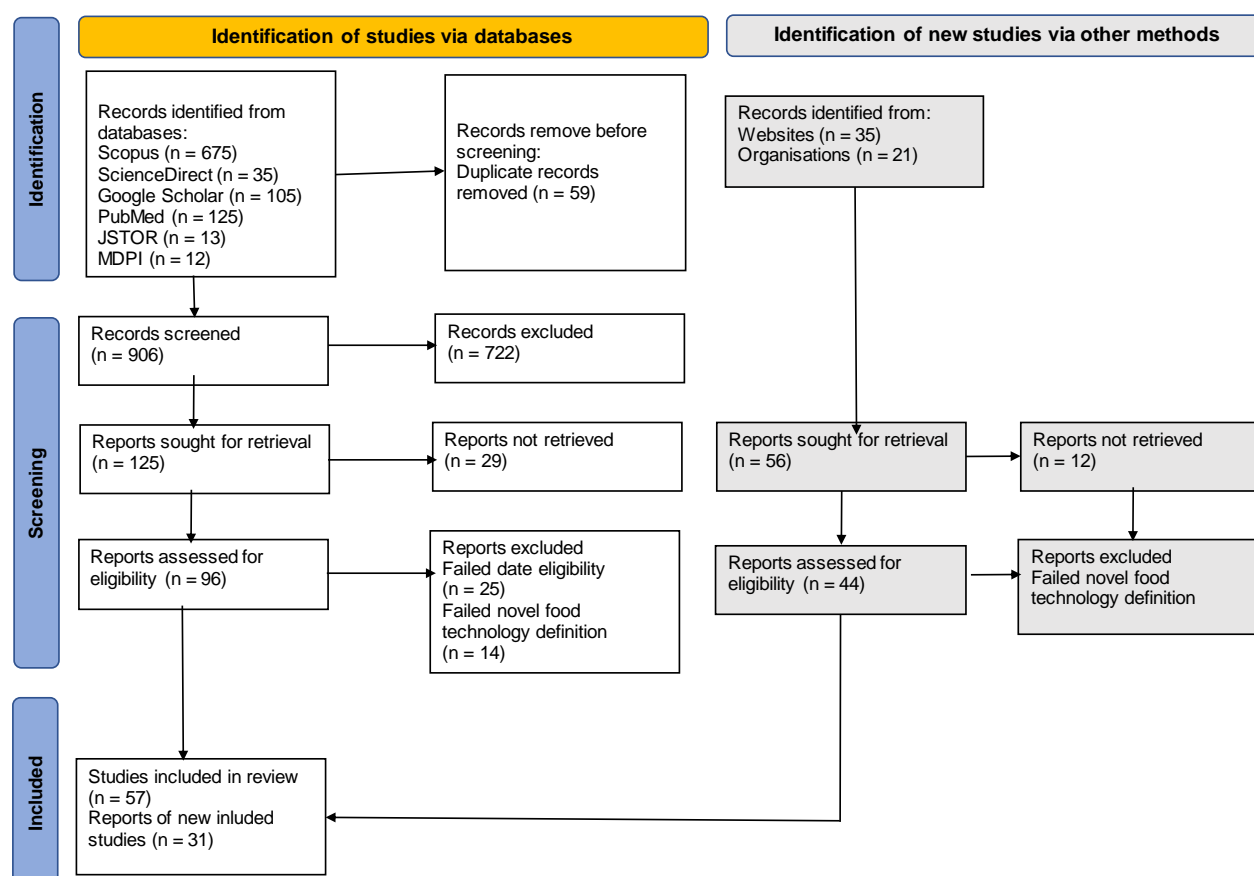 Identification of studies via databases
Identification of new studies via other methods
Identification
Records identified from
databases:
Scopus (n = 675)
ScienceDirect (n = 35)
Google Scholar (n = 105)
PubMed (n = 125)
JSTOR (n = 13)
MDPI (n = 12)
Records remove before
screening:
Duplicate records
removed (n = 59)
Records identified from:
Websites (n = 35)
Organisations (n = 21)
Screening
Records screened
(n = 906)
Records excluded
(n = 722)
Reports sought for retrieval
(n = 125)
Reports not retrieved
(n = 29)
Reports sought for retrieval
(n = 56)
Reports not retrieved
(n = 12)
Reports assessed for
eligibility (n = 96)
Reports excluded
Failed date eligibility
(n = 25)
Failed novel food
technology definition
(n = 14)
Reports assessed for
eligibility (n = 44)
Reports excluded
Failed novel food
technology definition
Included
Studies included in review
(n = 57)
Reports of new inluded
studies (n = 31)